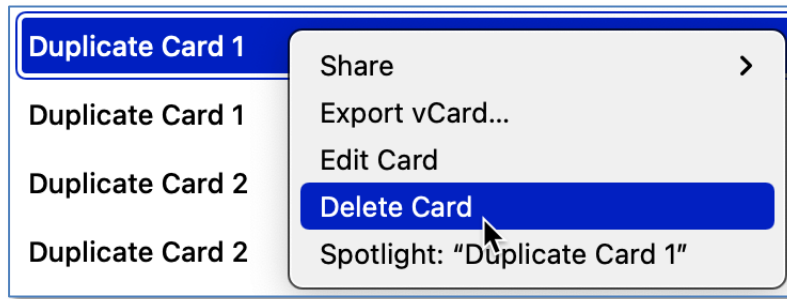 Duplicate Card 1
Duplicate Card 1
Duplicate Card 2
Duplicate Card 2
Share
Export vCard...
Edit Card
Delete Card
Spotlight: “Duplicate Card 1”